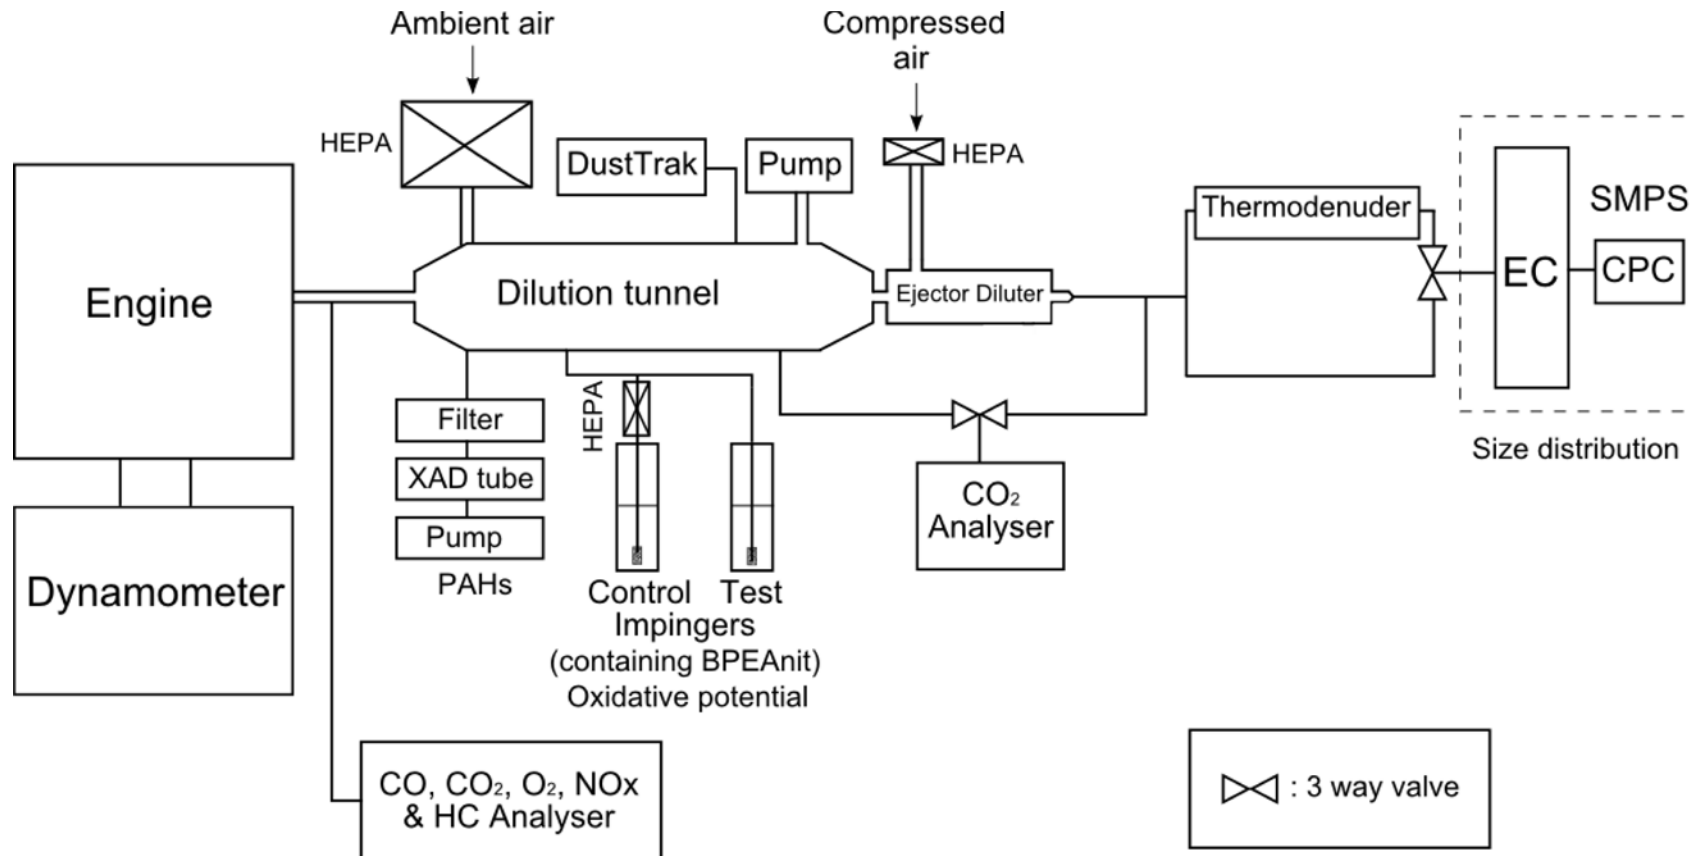 Ambient air
Compressed
air
HEPA
DustTrak
Pump
HEPA
Thermodenuder
SMPS
EC
CPC
Engine
Dilution tunnel
Ejector Diluter
Size distribution
Filter
XAD tube
Pump
PAHs
HEPA
CO₂
Analyser
Dynamometer
Control Test
Impingers
(containing BPEAnit)
Oxidative potential
CO, CO₂, O₂, NOx
& HC Analyser
: 3 way valve